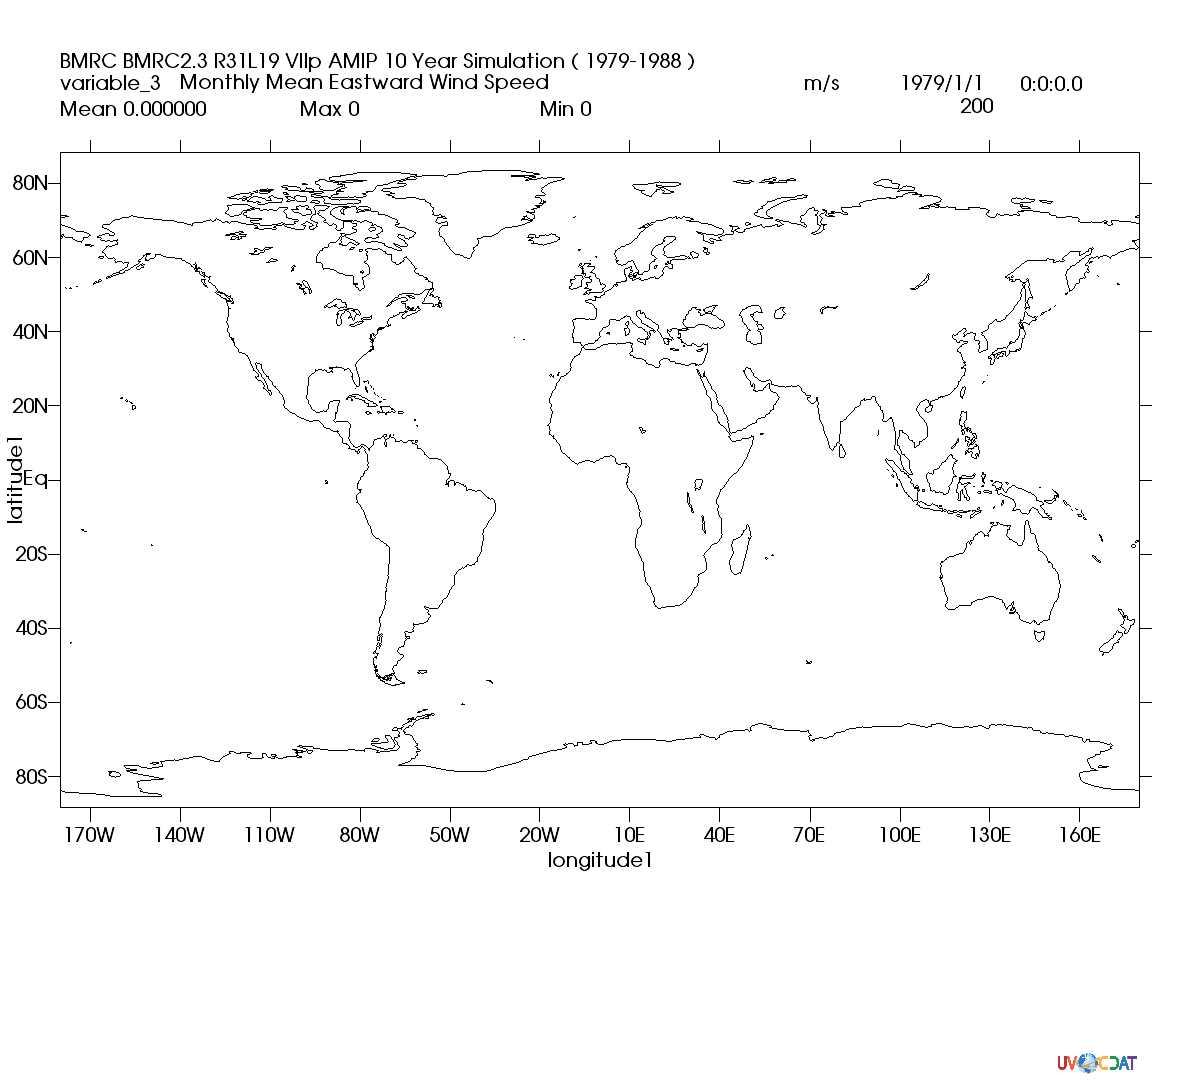 BMRC BMRC2.3 R31L19 VIIp AMIP 10 Year Simulation ( 1979-1988 )
variable_3 Monthly Mean Eastward Wind Speed m/s 1979/1/1 0:0:0.0
200
Mean 0.000000 Max 0 Min 0
80N
60N
40N
20N
Eq
20S
40S
60S
80S
latitude1
170W 140W 110W 80W 50W 20W 10E 40E 70E 100E 130E 160E
longitude1
UV CDAT